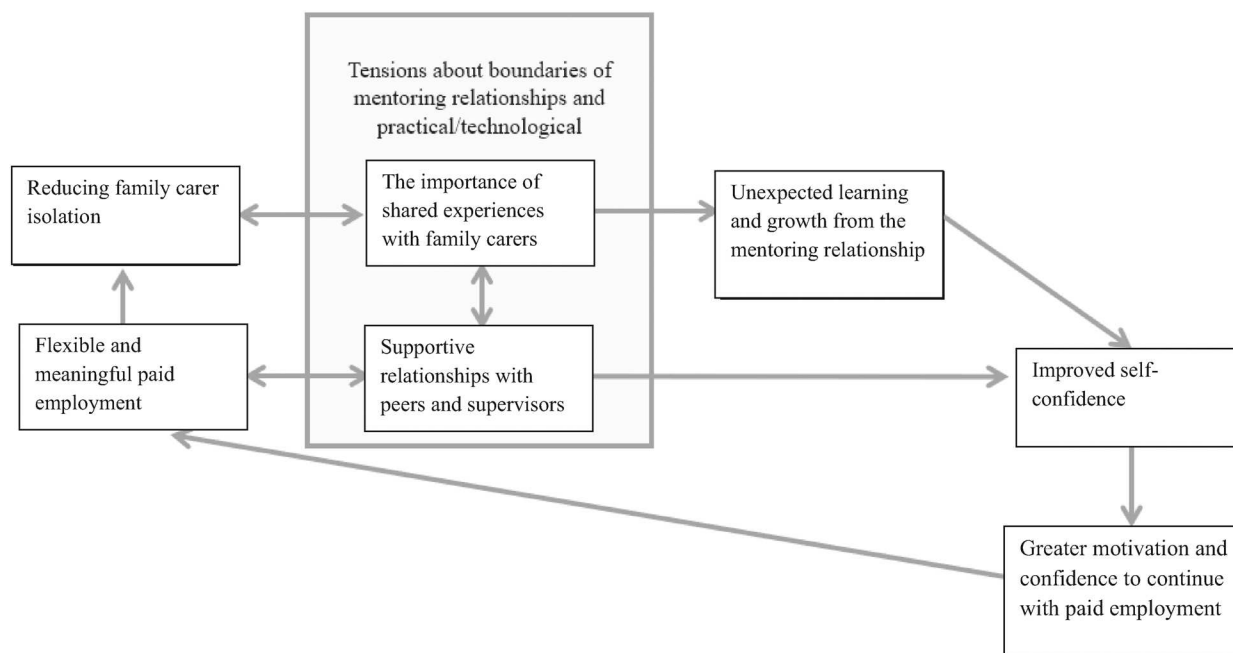 Tensions about boundaries of
mentoring relationships and
practical/technological
Reducing family carer
isolation
The importance of
shared experiences
with family carers
Unexpected learning
and growth from the
mentoring relationship
Flexible and
meaningful paid
employment
Supportive
relationships with
peers and supervisors
Improved self-
confidence
Greater motivation and
confidence to continue
with paid employment